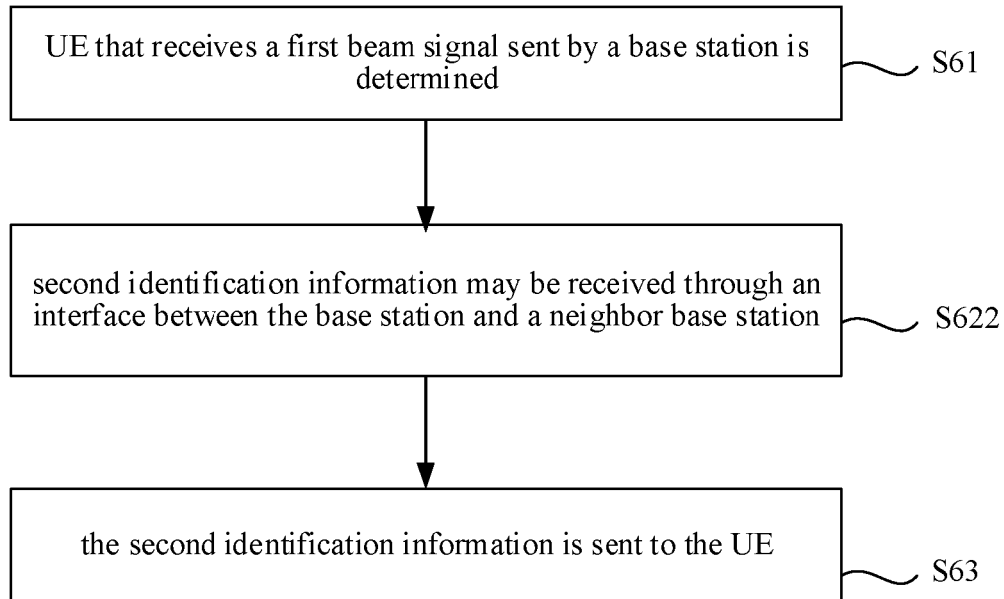 UE that receives a first beam signal sent by a base station is
determined
S61
second identification information may be received through an
interface between the base station and a neighbor base station
S622
the second identification information is sent to the UE
S63